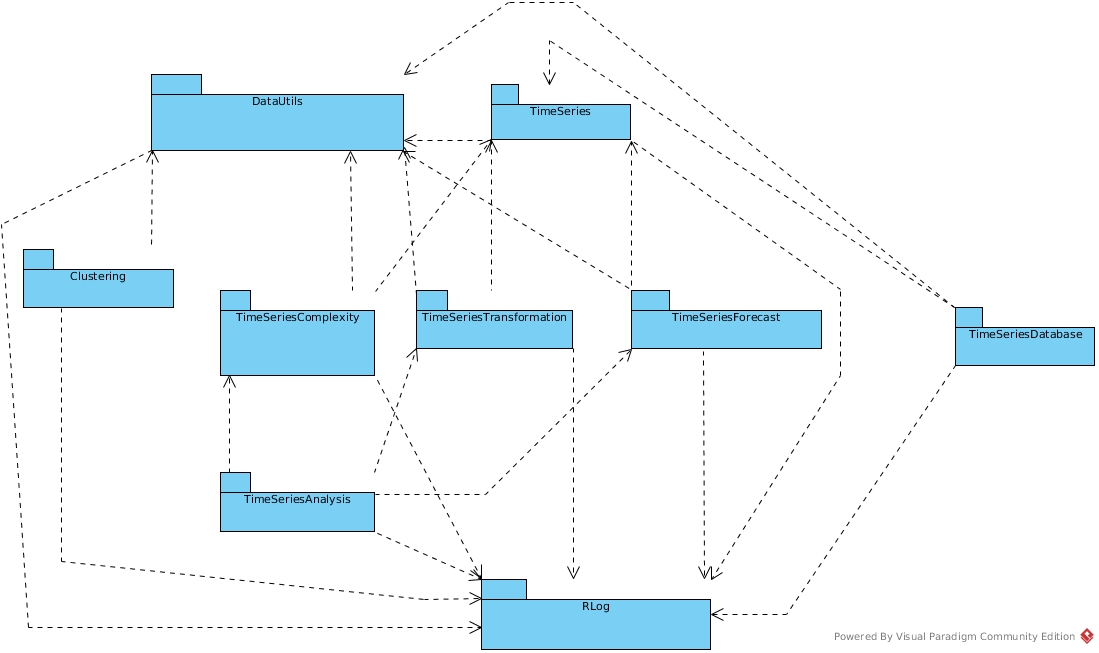 DataUtils
TimeSeries
Clustering
TimeSeriesComplexity
TimeSeriesTransformation
TimeSeriesForecast
TimeSeriesDatabase
TimeSeriesAnalysis
RLog
Powered By Visual Paradigm Community Edition